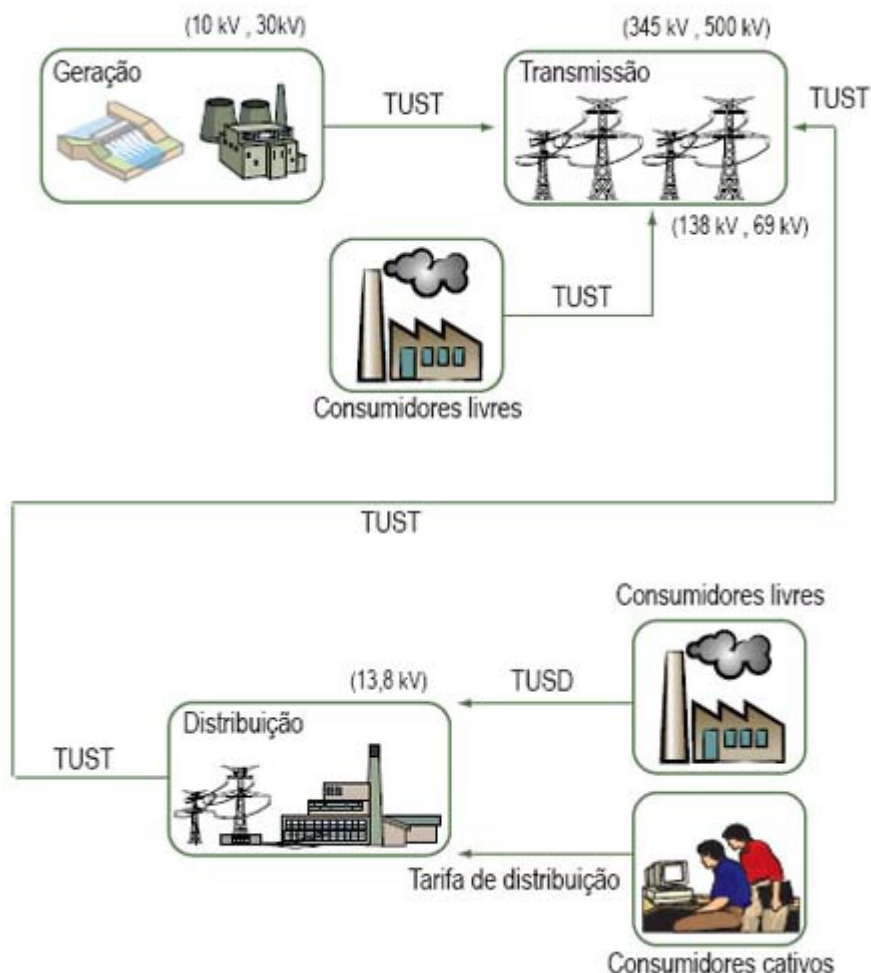 (10 kV , 30kV)
(345 kV , 500 kV)
Geração
TUST
Transmissão
TUST
(138 kV , 69 kV)
TUST
Consumidores livres
TUST
Consumidores livres
(13,8 kV)
TUSD
Distribuição
TUST
Tarifa de distribuição
Consumidores cativos